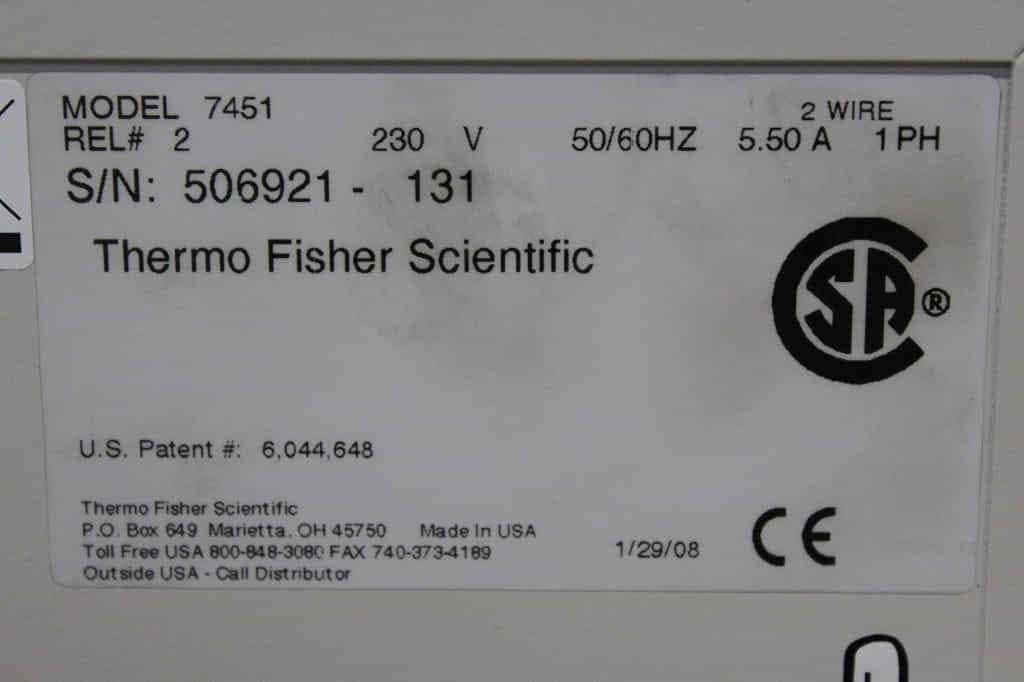 MODEL 7451
2 WIRE
REL# 2 230 V 50/60HZ 5.50 A 1 PH
S/N: 506921 - 131
Thermo Fisher Scientific
CSA ®
U.S. Patent #: 6,044,648
Thermo Fisher Scientific
P.O. Box 649 Marietta, OH 45750 Made In USA
Toll Free USA 800-848-3080 FAX 740-373-4189
1/29/08
CE
Outside USA - Call Distributor